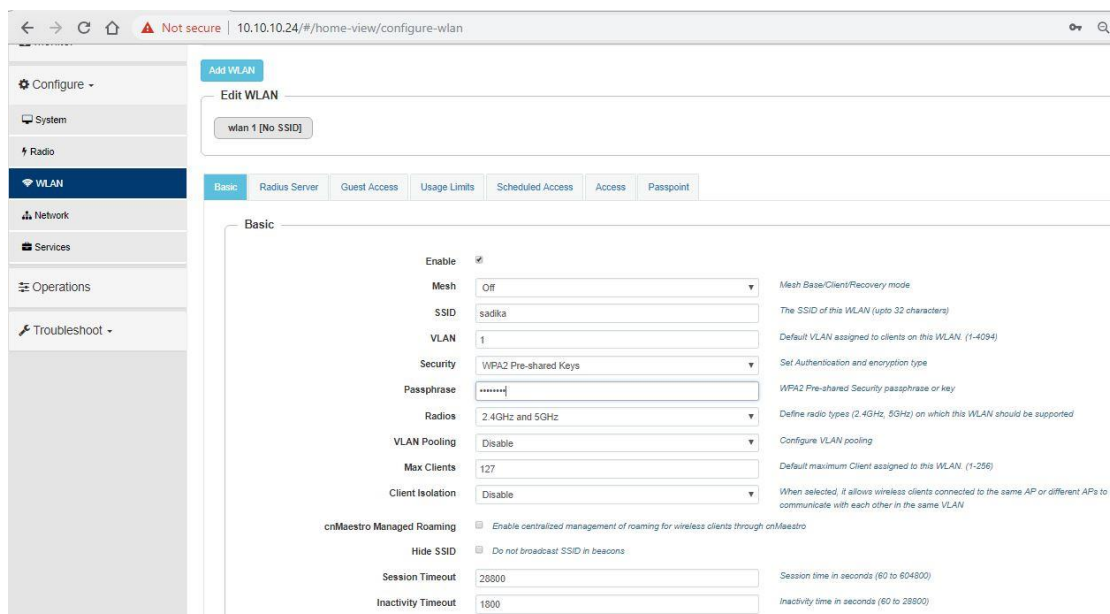 Not secure | 10.10.10.24/#/home-view/configure-wlan
Monitor
Configure
System
Radio
WLAN
Network
Services
Operations
Troubleshoot
Add WLAN
Edit WLAN
wlan 1 [No SSID]
Basic Radius Server Guest Access Usage Limits Scheduled Access Access Passpoint
Basic
Enable
Mesh Off Mesh Base/Client/Recovery mode
SSID sadika The SSID of this WLAN (upto 32 characters)
VLAN 1 Default VLAN assigned to clients on this WLAN. (1-4094)
Security WPA2 Pre-shared Keys Set Authentication and encryption type
Passphrase •••••••• WPA2 Pre-shared Security passphrase or key
Radios 2.4GHz and 5GHz Define radio types (2.4GHz, 5GHz) on which this WLAN should be supported
VLAN Pooling Disable Configure VLAN pooling
Max Clients 127 Default maximum Client assigned to this WLAN. (1-256)
Client Isolation Disable When selected, it allows wireless clients connected to the same AP or different APs to
communicate with each other in the same VLAN
cnMaestro Managed Roaming Enable centralized management of roaming for wireless clients through cnMaestro
Hide SSID Do not broadcast SSID in beacons
Session Timeout 28800 Session time in seconds (60 to 604800)
Inactivity Timeout 1800 Inactivity time in seconds (60 to 28800)